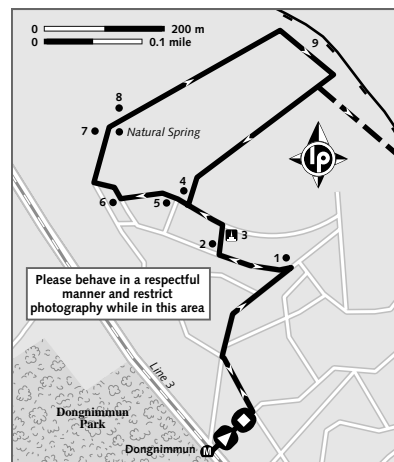 0 200 m
0 0.1 mile
9
8
7
Natural Spring
lp
4
6
5
3
2
1
Please behave in a respectful
manner and restrict
photography while in this area
Line 3
Dongnimmun
Park
Dongnimmun
M